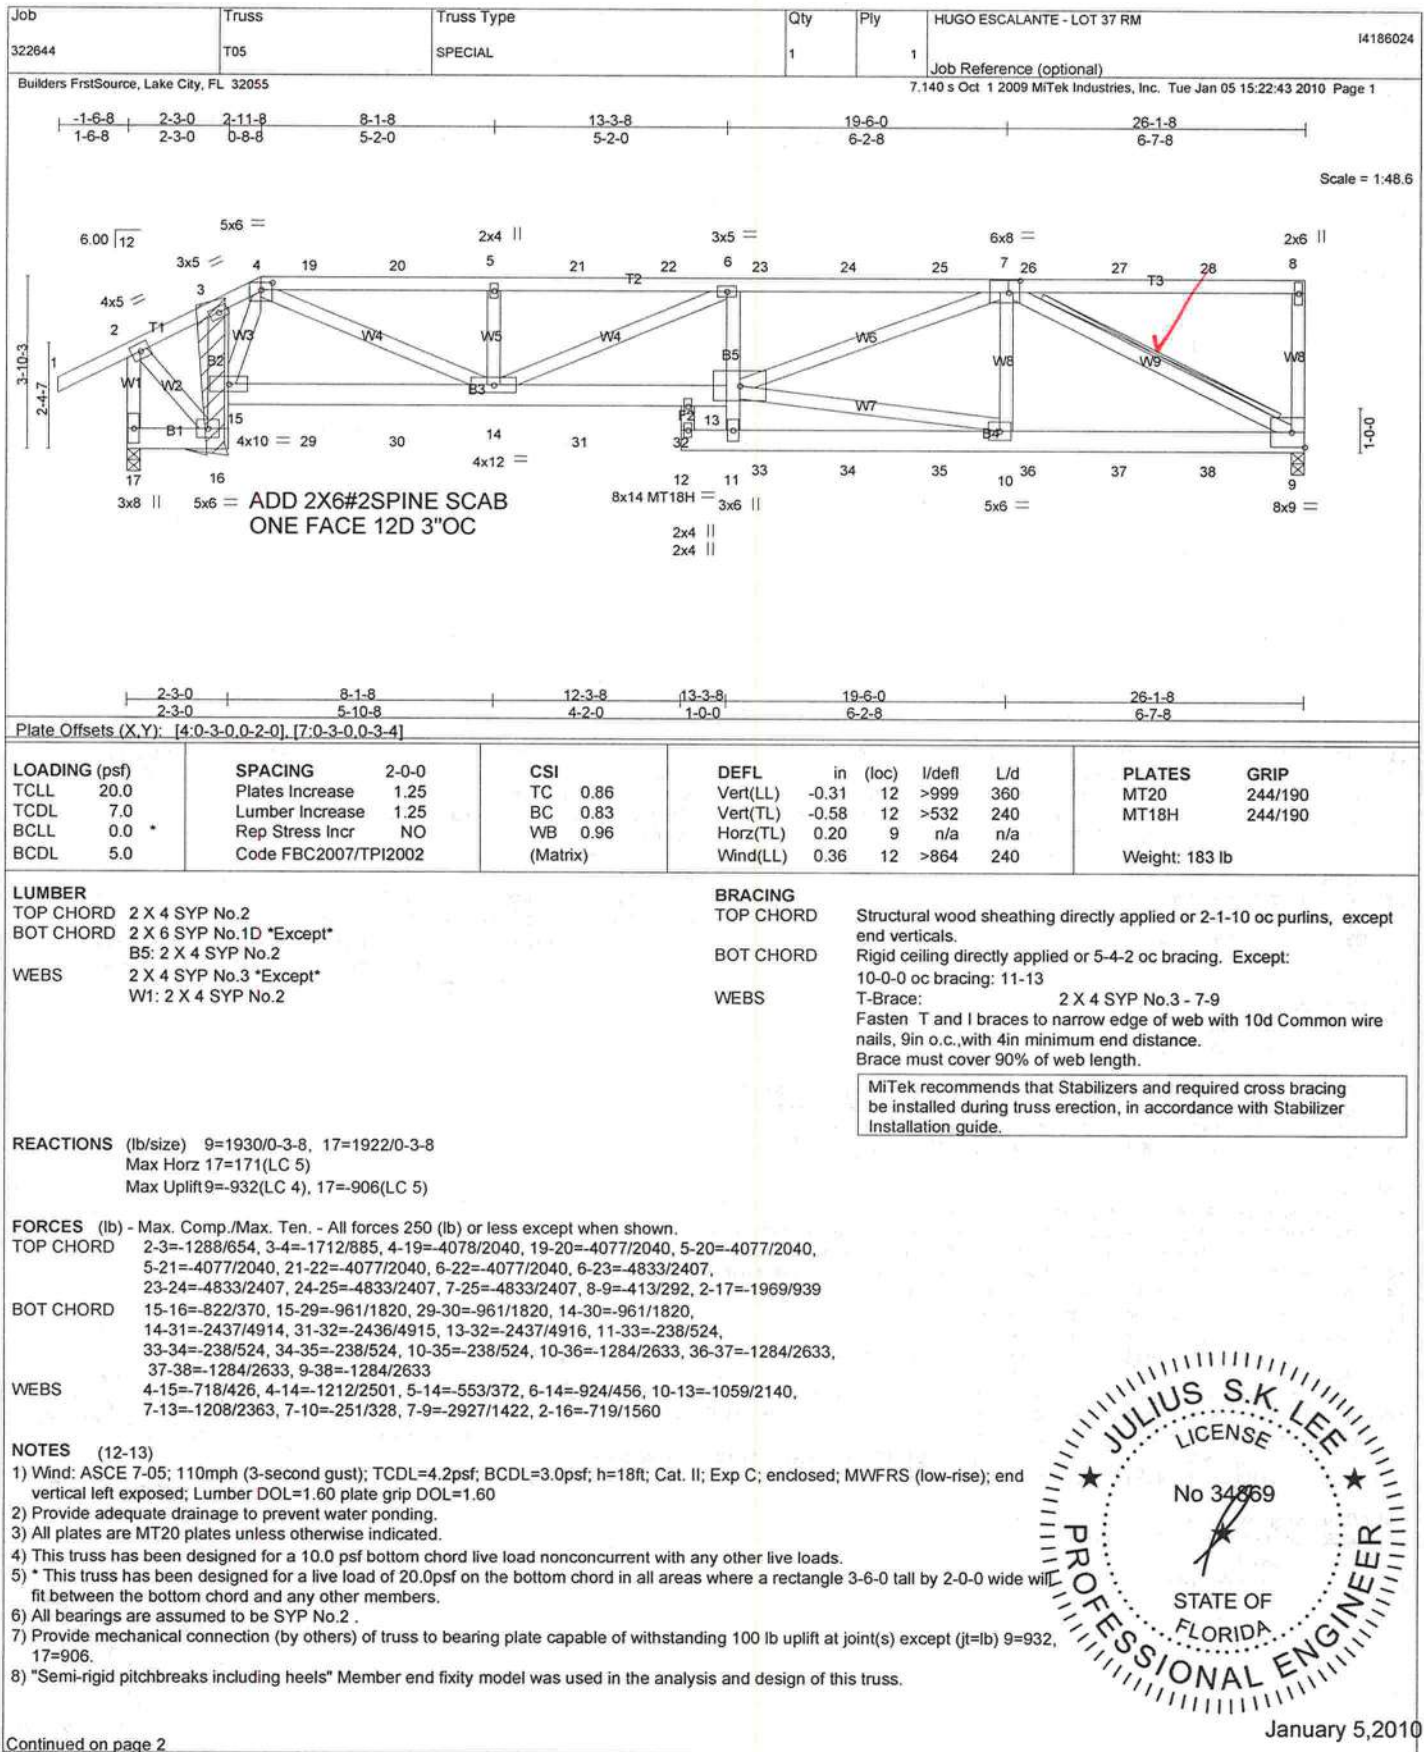 Job Truss Truss Type Qty Ply HUGO ESCALANTE - LOT 37 RM
I4186024
322644 T05 SPECIAL 1 1
Job Reference (optional)
Builders FrstSource, Lake City, FL 32055 7.140 s Oct 1 2009 MiTek Industries, Inc. Tue Jan 05 15:22:43 2010 Page 1
-1-6-8 2-3-0 2-11-8 8-1-8 13-3-8 19-6-0 26-1-8
1-6-8 2-3-0 0-8-8 5-2-0 5-2-0 6-2-8 6-7-8
Scale = 1:48.6
5x6 = 2x4 || 3x5 = 6x8 = 2x6 ||
6.00 12
3x5 4 19 20 5 21 22 6 23 24 25 7 26 27 28 8
T2 T3
4x5 3
2 T1
1
W3 W4 W5 W4 B5 W6 W8 W9 W8
B2
W1 W2
B3 W7
3-10-3
2-4-7
1-0-0
B1 15 13 B4
4x10 = 29 30 14 31 32
4x12 =
17 16 12 11 33 34 35 10 36 37 38 9
3x8 || 5x6 = 8x14 MT18H = 3x6 || 5x6 = 8x9 =
ADD 2X6#2SPINE SCAB
ONE FACE 12D 3"OC
2x4 ||
2x4 ||
2-3-0 8-1-8 12-3-8 13-3-8 19-6-0 26-1-8
2-3-0 5-10-8 4-2-0 1-0-0 6-2-8 6-7-8
Plate Offsets (X,Y): [4:0-3-0,0-2-0], [7:0-3-0,0-3-4]
LOADING (psf) SPACING 2-0-0 CSI DEFL in (loc) l/defl L/d PLATES GRIP
TCLL 20.0 Plates Increase 1.25 TC 0.86 Vert(LL) -0.31 12 >999 360 MT20 244/190
TCDL 7.0 Lumber Increase 1.25 BC 0.83 Vert(TL) -0.58 12 >532 240 MT18H 244/190
BCLL 0.0 * Rep Stress Incr NO WB 0.96 Horz(TL) 0.20 9 n/a n/a
BCDL 5.0 Code FBC2007/TPI2002 (Matrix) Wind(LL) 0.36 12 >864 240 Weight: 183 lb
LUMBER
TOP CHORD 2 X 4 SYP No.2
BOT CHORD 2 X 6 SYP No.1D *Except*
B5: 2 X 4 SYP No.2
WEBS 2 X 4 SYP No.3 *Except*
W1: 2 X 4 SYP No.2
BRACING
TOP CHORD Structural wood sheathing directly applied or 2-1-10 oc purlins, except
end verticals.
BOT CHORD Rigid ceiling directly applied or 5-4-2 oc bracing. Except:
10-0-0 oc bracing: 11-13
WEBS T-Brace: 2 X 4 SYP No.3 - 7-9
Fasten T and I braces to narrow edge of web with 10d Common wire
nails, 9in o.c.,with 4in minimum end distance.
Brace must cover 90% of web length.
MiTek recommends that Stabilizers and required cross bracing
be installed during truss erection, in accordance with Stabilizer
Installation guide.
REACTIONS (lb/size) 9=1930/0-3-8, 17=1922/0-3-8
Max Horz 17=171(LC 5)
Max Uplift9=-932(LC 4), 17=-906(LC 5)
FORCES (lb) - Max. Comp./Max. Ten. - All forces 250 (lb) or less except when shown.
TOP CHORD 2-3=-1288/654, 3-4=-1712/885, 4-19=-4078/2040, 19-20=-4077/2040, 5-20=-4077/2040,
5-21=-4077/2040, 21-22=-4077/2040, 6-22=-4077/2040, 6-23=-4833/2407,
23-24=-4833/2407, 24-25=-4833/2407, 7-25=-4833/2407, 8-9=-413/292, 2-17=-1969/939
BOT CHORD 15-16=-822/370, 15-29=-961/1820, 29-30=-961/1820, 14-30=-961/1820,
14-31=-2437/4914, 31-32=-2436/4915, 13-32=-2437/4916, 11-33=-238/524,
33-34=-238/524, 34-35=-238/524, 10-35=-238/524, 10-36=-1284/2633, 36-37=-1284/2633,
37-38=-1284/2633, 9-38=-1284/2633
WEBS 4-15=-718/426, 4-14=-1212/2501, 5-14=-553/372, 6-14=-924/456, 10-13=-1059/2140,
7-13=-1208/2363, 7-10=-251/328, 7-9=-2927/1422, 2-16=-719/1560
NOTES (12-13)
1) Wind: ASCE 7-05; 110mph (3-second gust); TCDL=4.2psf; BCDL=3.0psf; h=18ft; Cat. II; Exp C; enclosed; MWFRS (low-rise); end
vertical left exposed; Lumber DOL=1.60 plate grip DOL=1.60
2) Provide adequate drainage to prevent water ponding.
3) All plates are MT20 plates unless otherwise indicated.
4) This truss has been designed for a 10.0 psf bottom chord live load nonconcurrent with any other live loads.
5) * This truss has been designed for a live load of 20.0psf on the bottom chord in all areas where a rectangle 3-6-0 tall by 2-0-0 wide will
fit between the bottom chord and any other members.
6) All bearings are assumed to be SYP No.2 .
7) Provide mechanical connection (by others) of truss to bearing plate capable of withstanding 100 lb uplift at joint(s) except (jt=lb) 9=932,
17=906.
8) "Semi-rigid pitchbreaks including heels" Member end fixity model was used in the analysis and design of this truss.
JULIUS S.K. LEE
LICENSE
No 34869
STATE OF
FLORIDA
PROFESSIONAL ENGINEER
January 5,2010
Continued on page 2